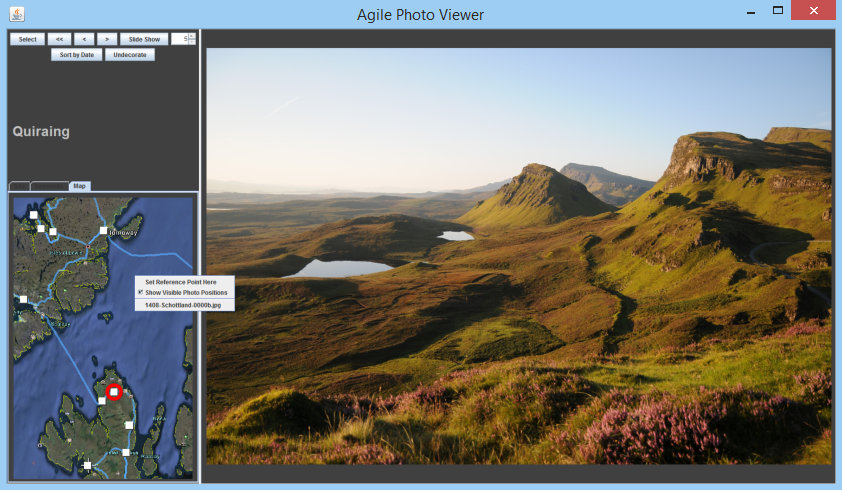 Agile Photo Viewer
Select << < > Slide Show 5
Sort by Date Undecorate
Quiraing
Map
Set Reference Point Here
Show Visible Photo Positions
1408-Schottland-0000b.jpg